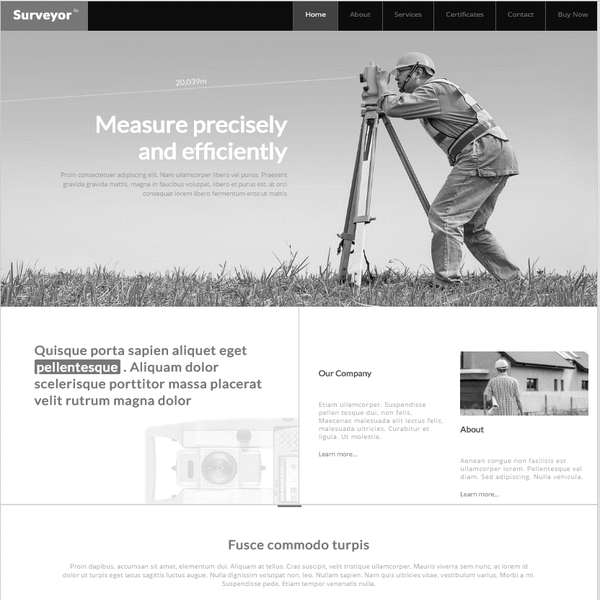 Surveyor
Home About Services Certificates Contact Buy Now
20,039m
Measure precisely
and efficiently
Proin consectetuer adipiscing elit. Nam ullamcorper libero vel purus. Praesent
gravida gravida mattis, magna in faucibus volutpat, libero et purus est, at orci
consequat lorem libero fermentum eros ut mattis
Quisque porta sapien aliquet eget
pellentesque . Aliquam dolor
scelerisque porttitor massa placerat
velit rutrum magna dolor
Our Company
Etiam ullamcorper. Suspendisse
pellen tesque dui, non felis.
Maecenas malesuada elit lectus felis,
malesuada ultricies. Curabitur et
ligula. Ut molestie.
Learn more...
About
Aenean congue non facilisis est
ullamcorper lorem. Pellentesque vel
diam. Sed adipiscing. Nulla vehicula.
Learn more...
Fusce commodo turpis
Proin dapibus, accumsan sit amet, elementum dui. Aliquam at tellus. Cras suscipit, velit tristique ullamcorper. Mauris viverra sem nunc, at lorem id
dolor ut turpis eget lacus sagittis luctus augue. Nulla dignissim volutpat non, leo. Nullam sapien. Nam quis ultricies vitae, vestibulum varius. Morbi a mi.
Suspendisse pede. Etiam tempor venenatis nulla.